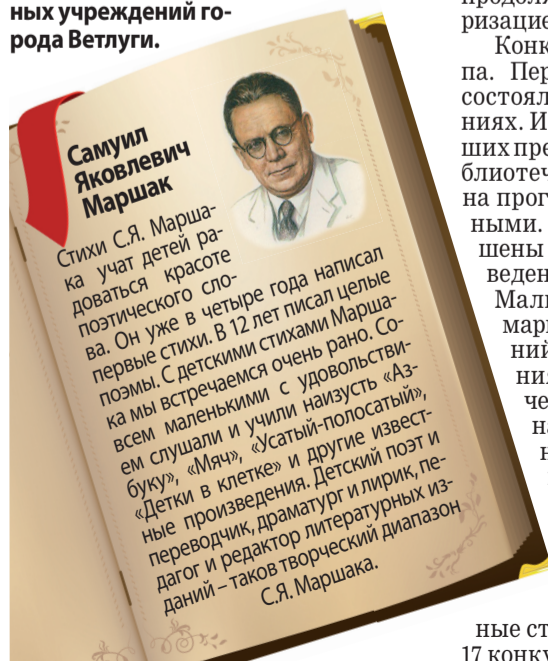 ных учреждений го-
рода Ветлуги.
Самуил
Яковлевич
Маршак
Стихи С.Я. Марша-
ка учат детей ра-
доваться красоте
поэтического сло-
ва. Он уже в четыре года написал
первые стихи. В 12 лет писал целые
поэмы. С детскими стихами Марша-
ка мы встречаемся очень рано. Со-
всем маленькими с удовольстви-
ем слушали и учили наизусть «Аз-
буку», «Мяч», «Усатый-полосатый»,
«Детки в клетке» и другие извест-
ные произведения. Детский поэт и
переводчик, драматург и лирик, пе-
дагог и редактор литературных из-
даний – таков творческий диапазон
С.Я. Маршака.
ризацие
Конк
па. Пер
состоял
ниях. И
ших пре
блиотеч
на прог
ными.
шены
веден
Мали
мар
ний
ния
че
на
н
ные ст
17 конку